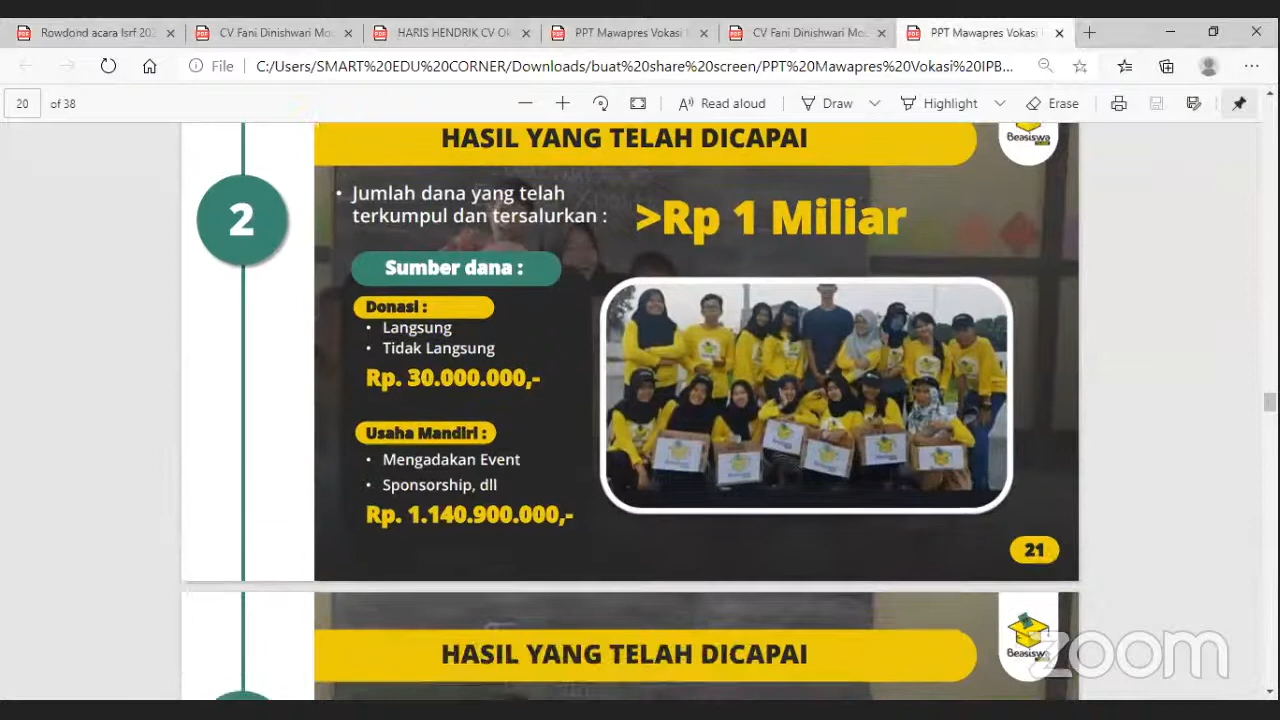 Rowdond acara lsrf 202
CV Fani Dinishwari Mo
HARIS HENDRIK CV Ok
PPT Mawapres Vokasi
CV Fani Dinishwari Mo
PPT Mawapres Vokasi
File
C:/Users/SMART%20EDU%20CORNER/Downloads/buat%20share%20screen/PPT%20Mawapres%20Vokasi%20IPB...
20 of 38
Read aloud
Draw
Highlight
Erase
HASIL YANG TELAH DICAPAI
Beasiswa
2
• Jumlah dana yang telah
terkumpul dan tersalurkan :
>Rp 1 Miliar
Sumber dana :
Donasi :
• Langsung
• Tidak Langsung
Rp. 30.000.000,-
Usaha Mandiri :
• Mengadakan Event
• Sponsorship, dll
Rp. 1.140.900.000,-
21
HASIL YANG TELAH DICAPAI
Beasiswa
zoom